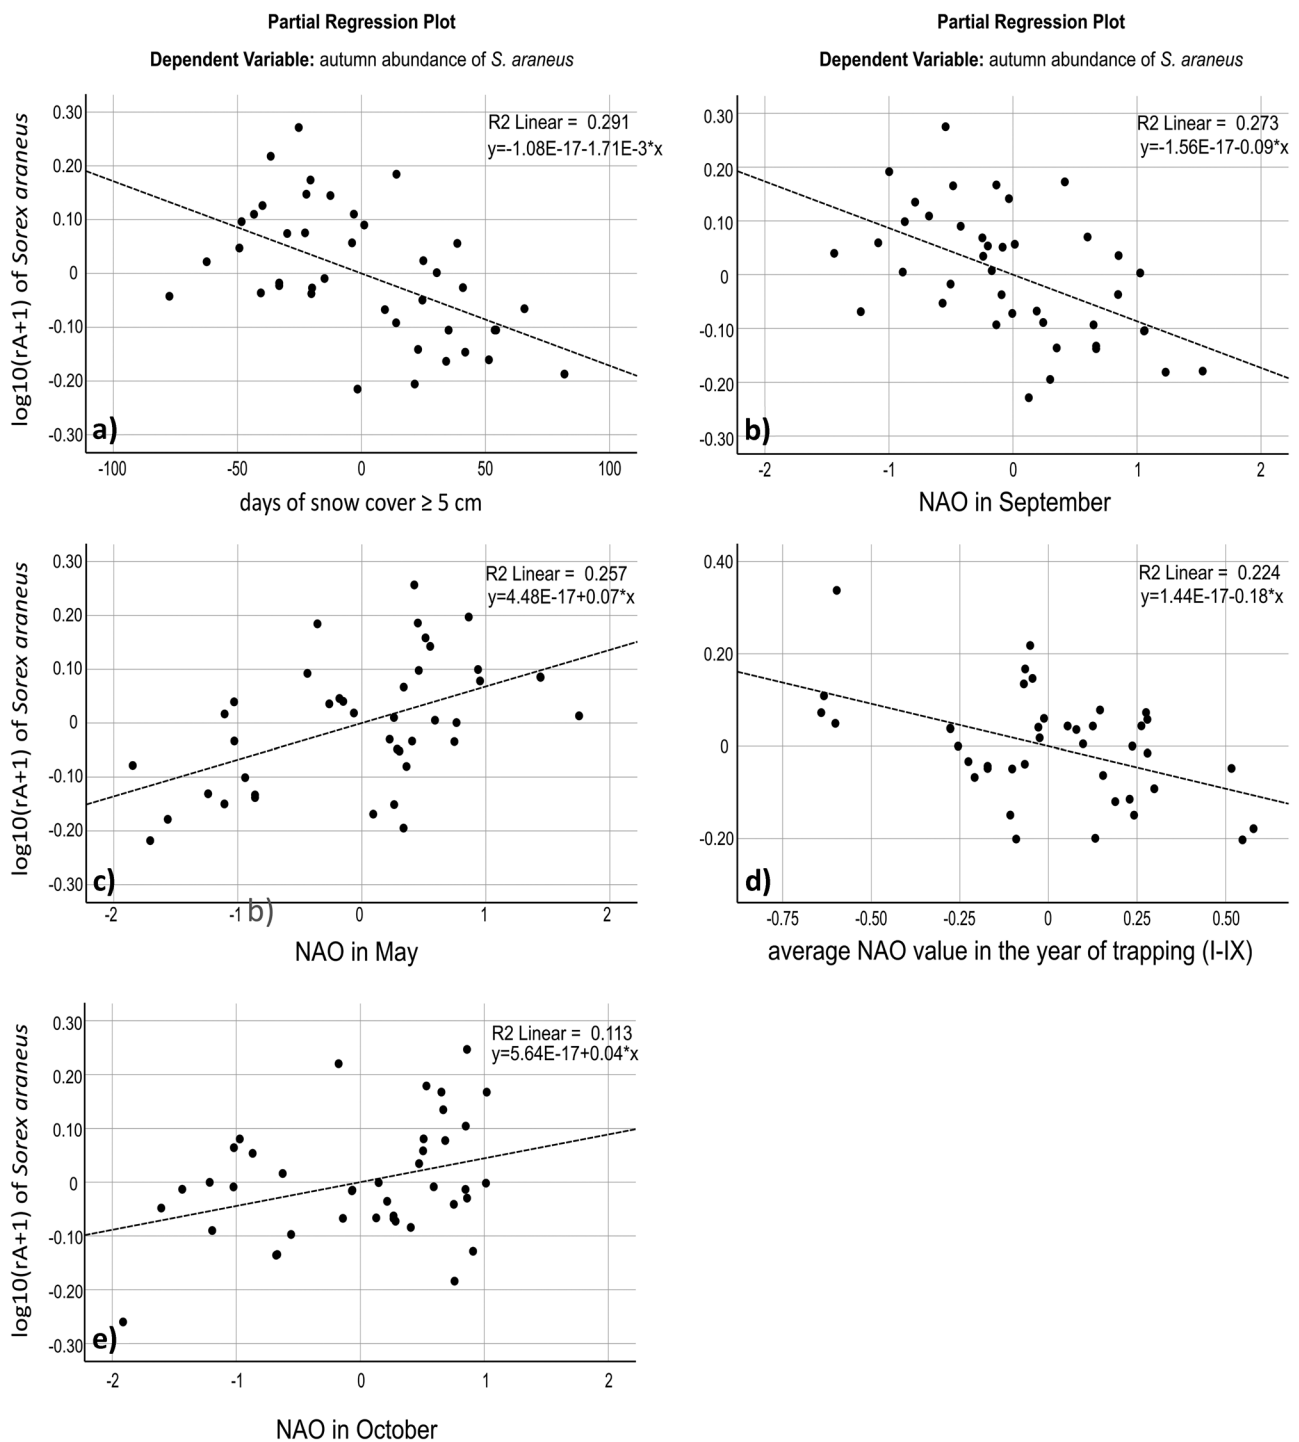 Partial Regression Plot
Dependent Variable: autumn abundance of S. araneus
R2 Linear = 0.291
y=-1.08E-17-1.71E-3*x
log10(rA+1) of Sorex araneus
0.30
0.20
0.10
0
-0.10
-0.20
-0.30
a)
-100 -50 0 50 100
days of snow cover ≥ 5 cm
Partial Regression Plot
Dependent Variable: autumn abundance of S. araneus
R2 Linear = 0.273
y=-1.56E-17-0.09*x
0.30
0.20
0.10
0
-0.10
-0.20
-0.30
b)
-2 -1 0 1 2
NAO in September
R2 Linear = 0.257
y=4.48E-17+0.07*x
log10(rA+1) of Sorex araneus
0.30
0.20
0.10
0
-0.10
-0.20
-0.30
c)
-2 -1 0 1 2
b)
NAO in May
R2 Linear = 0.224
y=1.44E-17-0.18*x
0.40
0.20
0
-0.20
d)
-0.75 -0.50 -0.25 0 0.25 0.50
average NAO value in the year of trapping (I-IX)
R2 Linear = 0.113
y=5.64E-17+0.04*x
log10(rA+1) of Sorex araneus
0.30
0.20
0.10
0
-0.10
-0.20
-0.30
e)
-2 -1 0 1 2
NAO in October